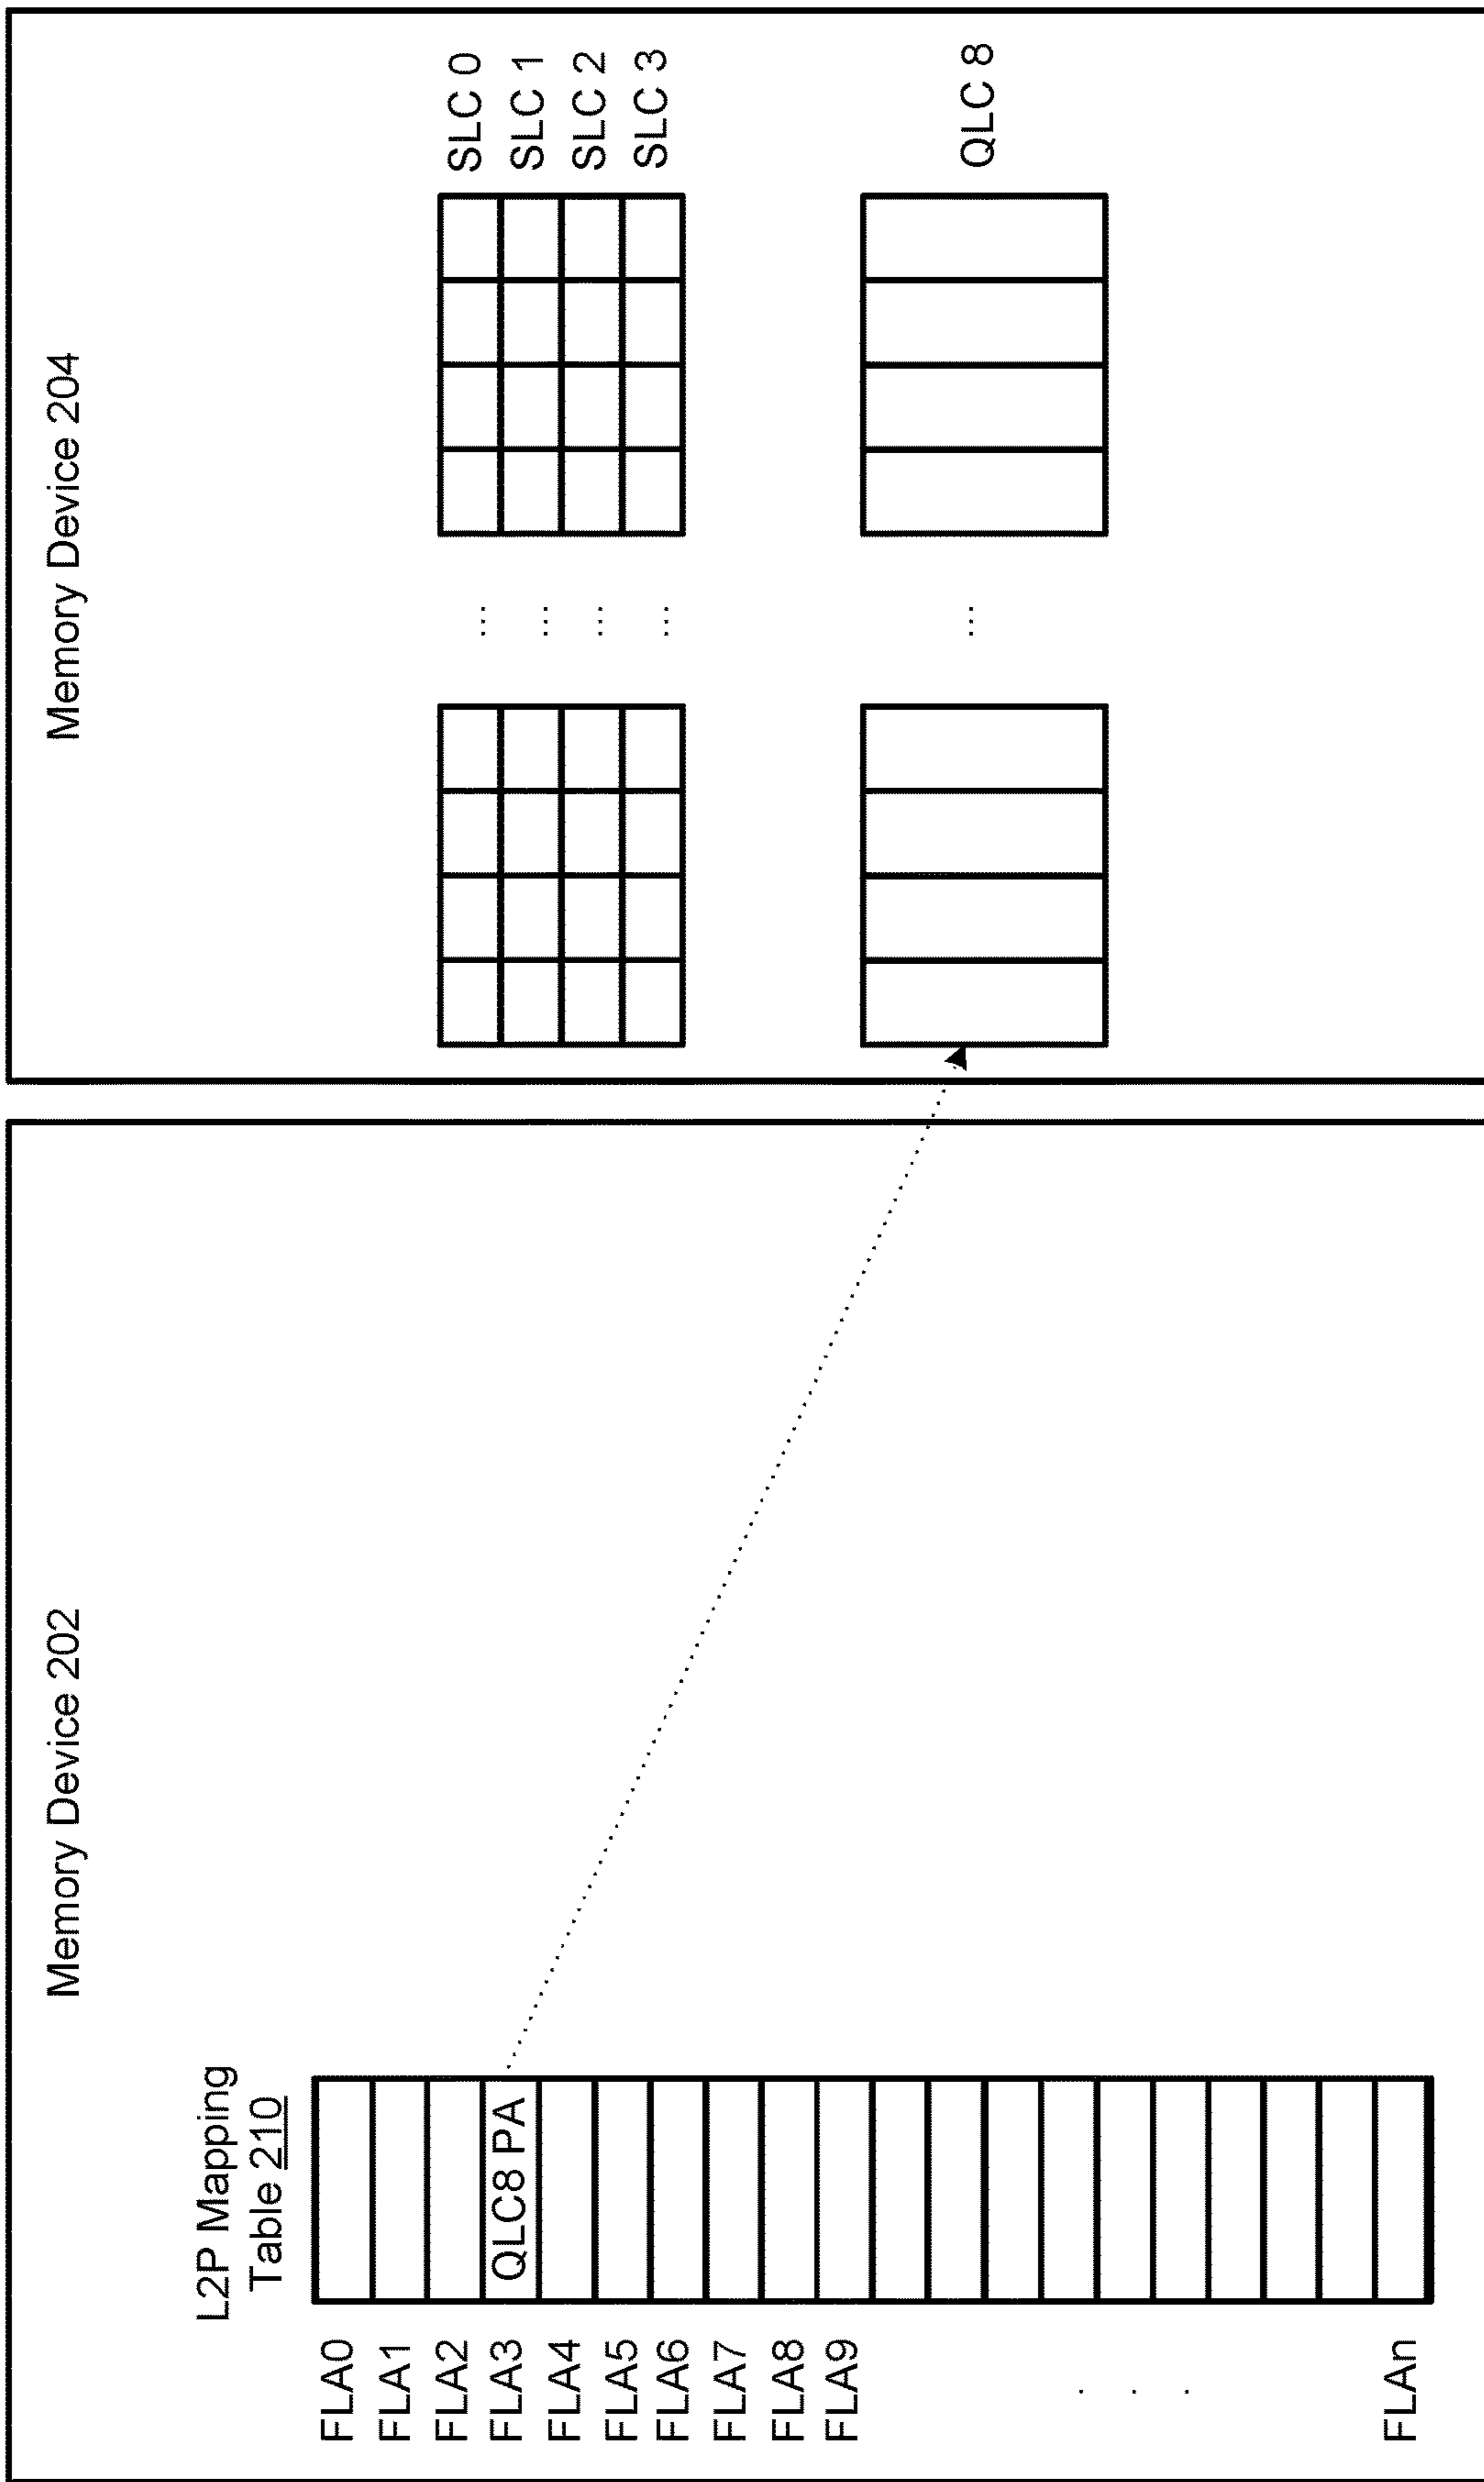 Memory Device 202
L2P Mapping
Table 210
FLA0
FLA1
FLA2
FLA3
QLC8 PA
FLA4
FLA5
FLA6
FLA7
FLA8
FLA9
. . .
FLAn
Memory Device 204
... SLC 0
... SLC 1
... SLC 2
... SLC 3
... QLC 8